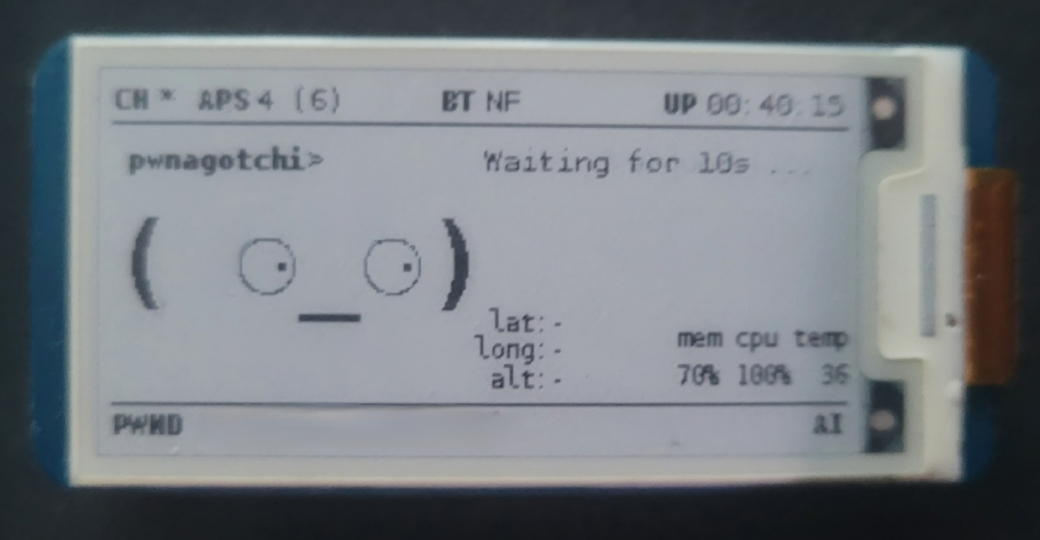 CH * APS 4 (6) BT NF UP 00:40:15
pwnagotchi> Waiting for 10s ...
( _ )
lat: -
long: -
alt: -
mem cpu temp
70% 100% 36
PWND AI